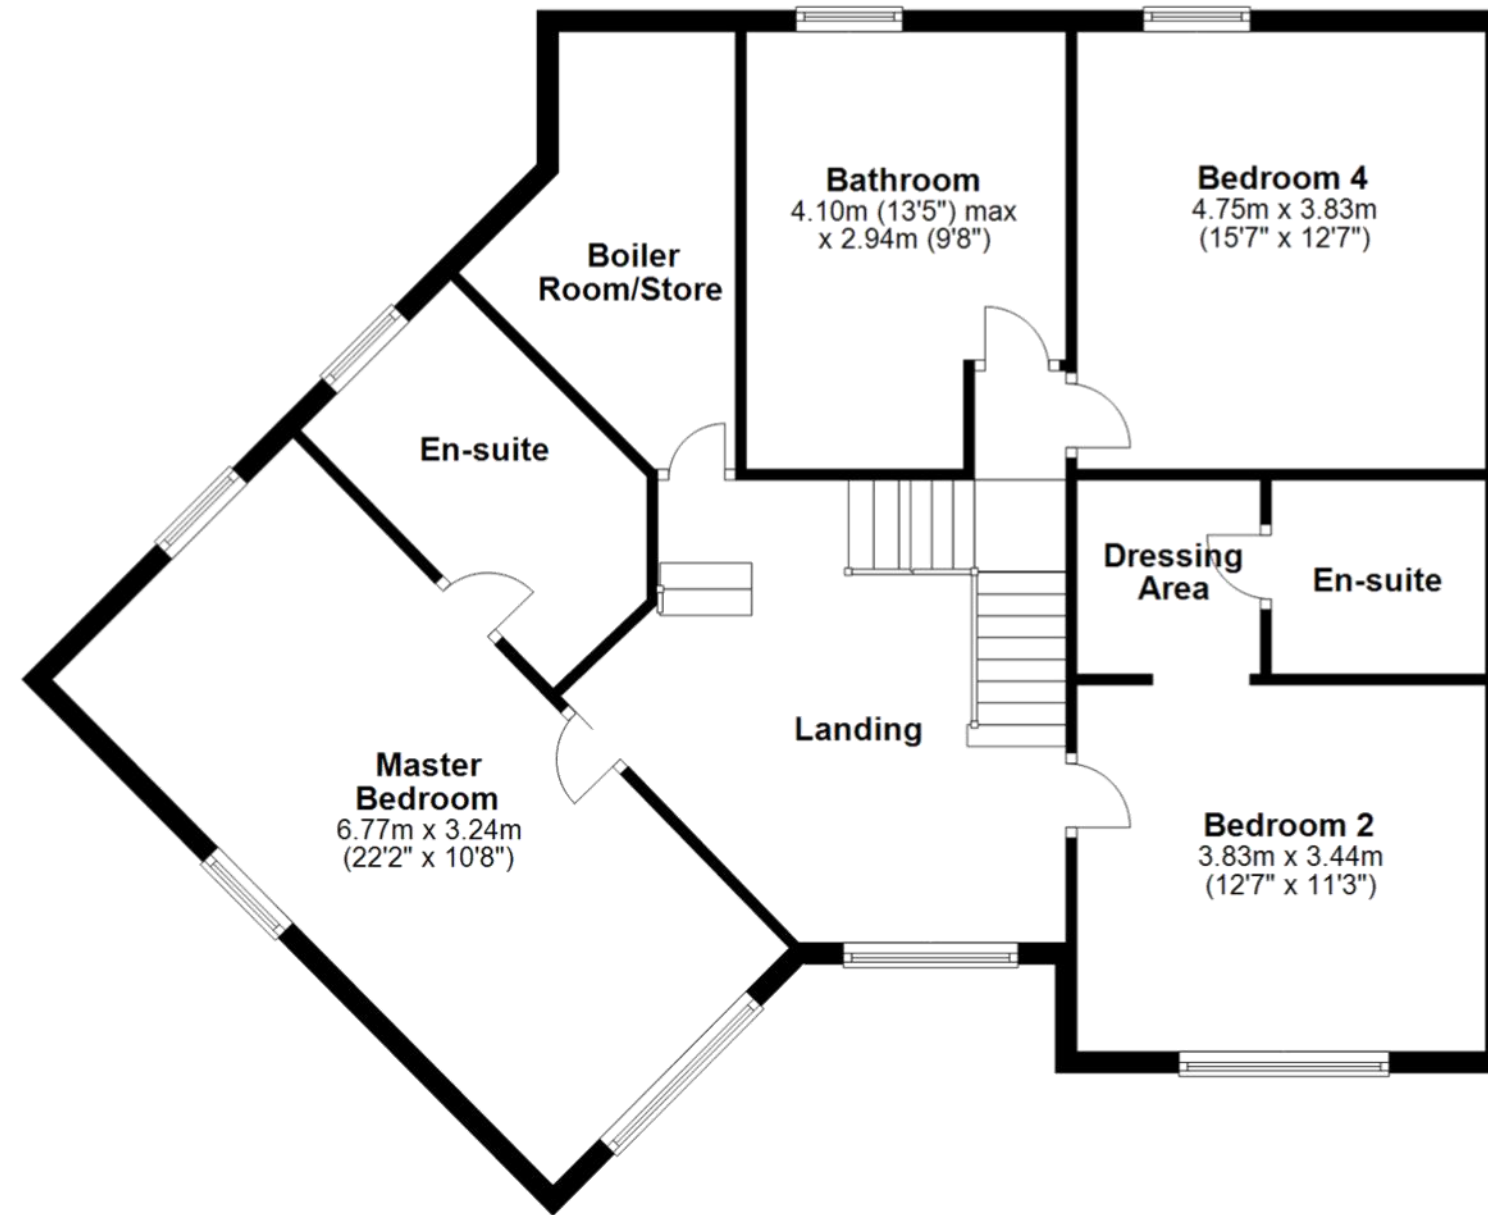 Bathroom
4.10m (13'5") max
x 2.94m (9'8")
Bedroom 4
4.75m x 3.83m
(15'7" x 12'7")
Boiler
Room/Store
En-suite
Dressing
Area
En-suite
Landing
Master
Bedroom
6.77m x 3.24m
(22'2" x 10'8")
Bedroom 2
3.83m x 3.44m
(12'7" x 11'3")